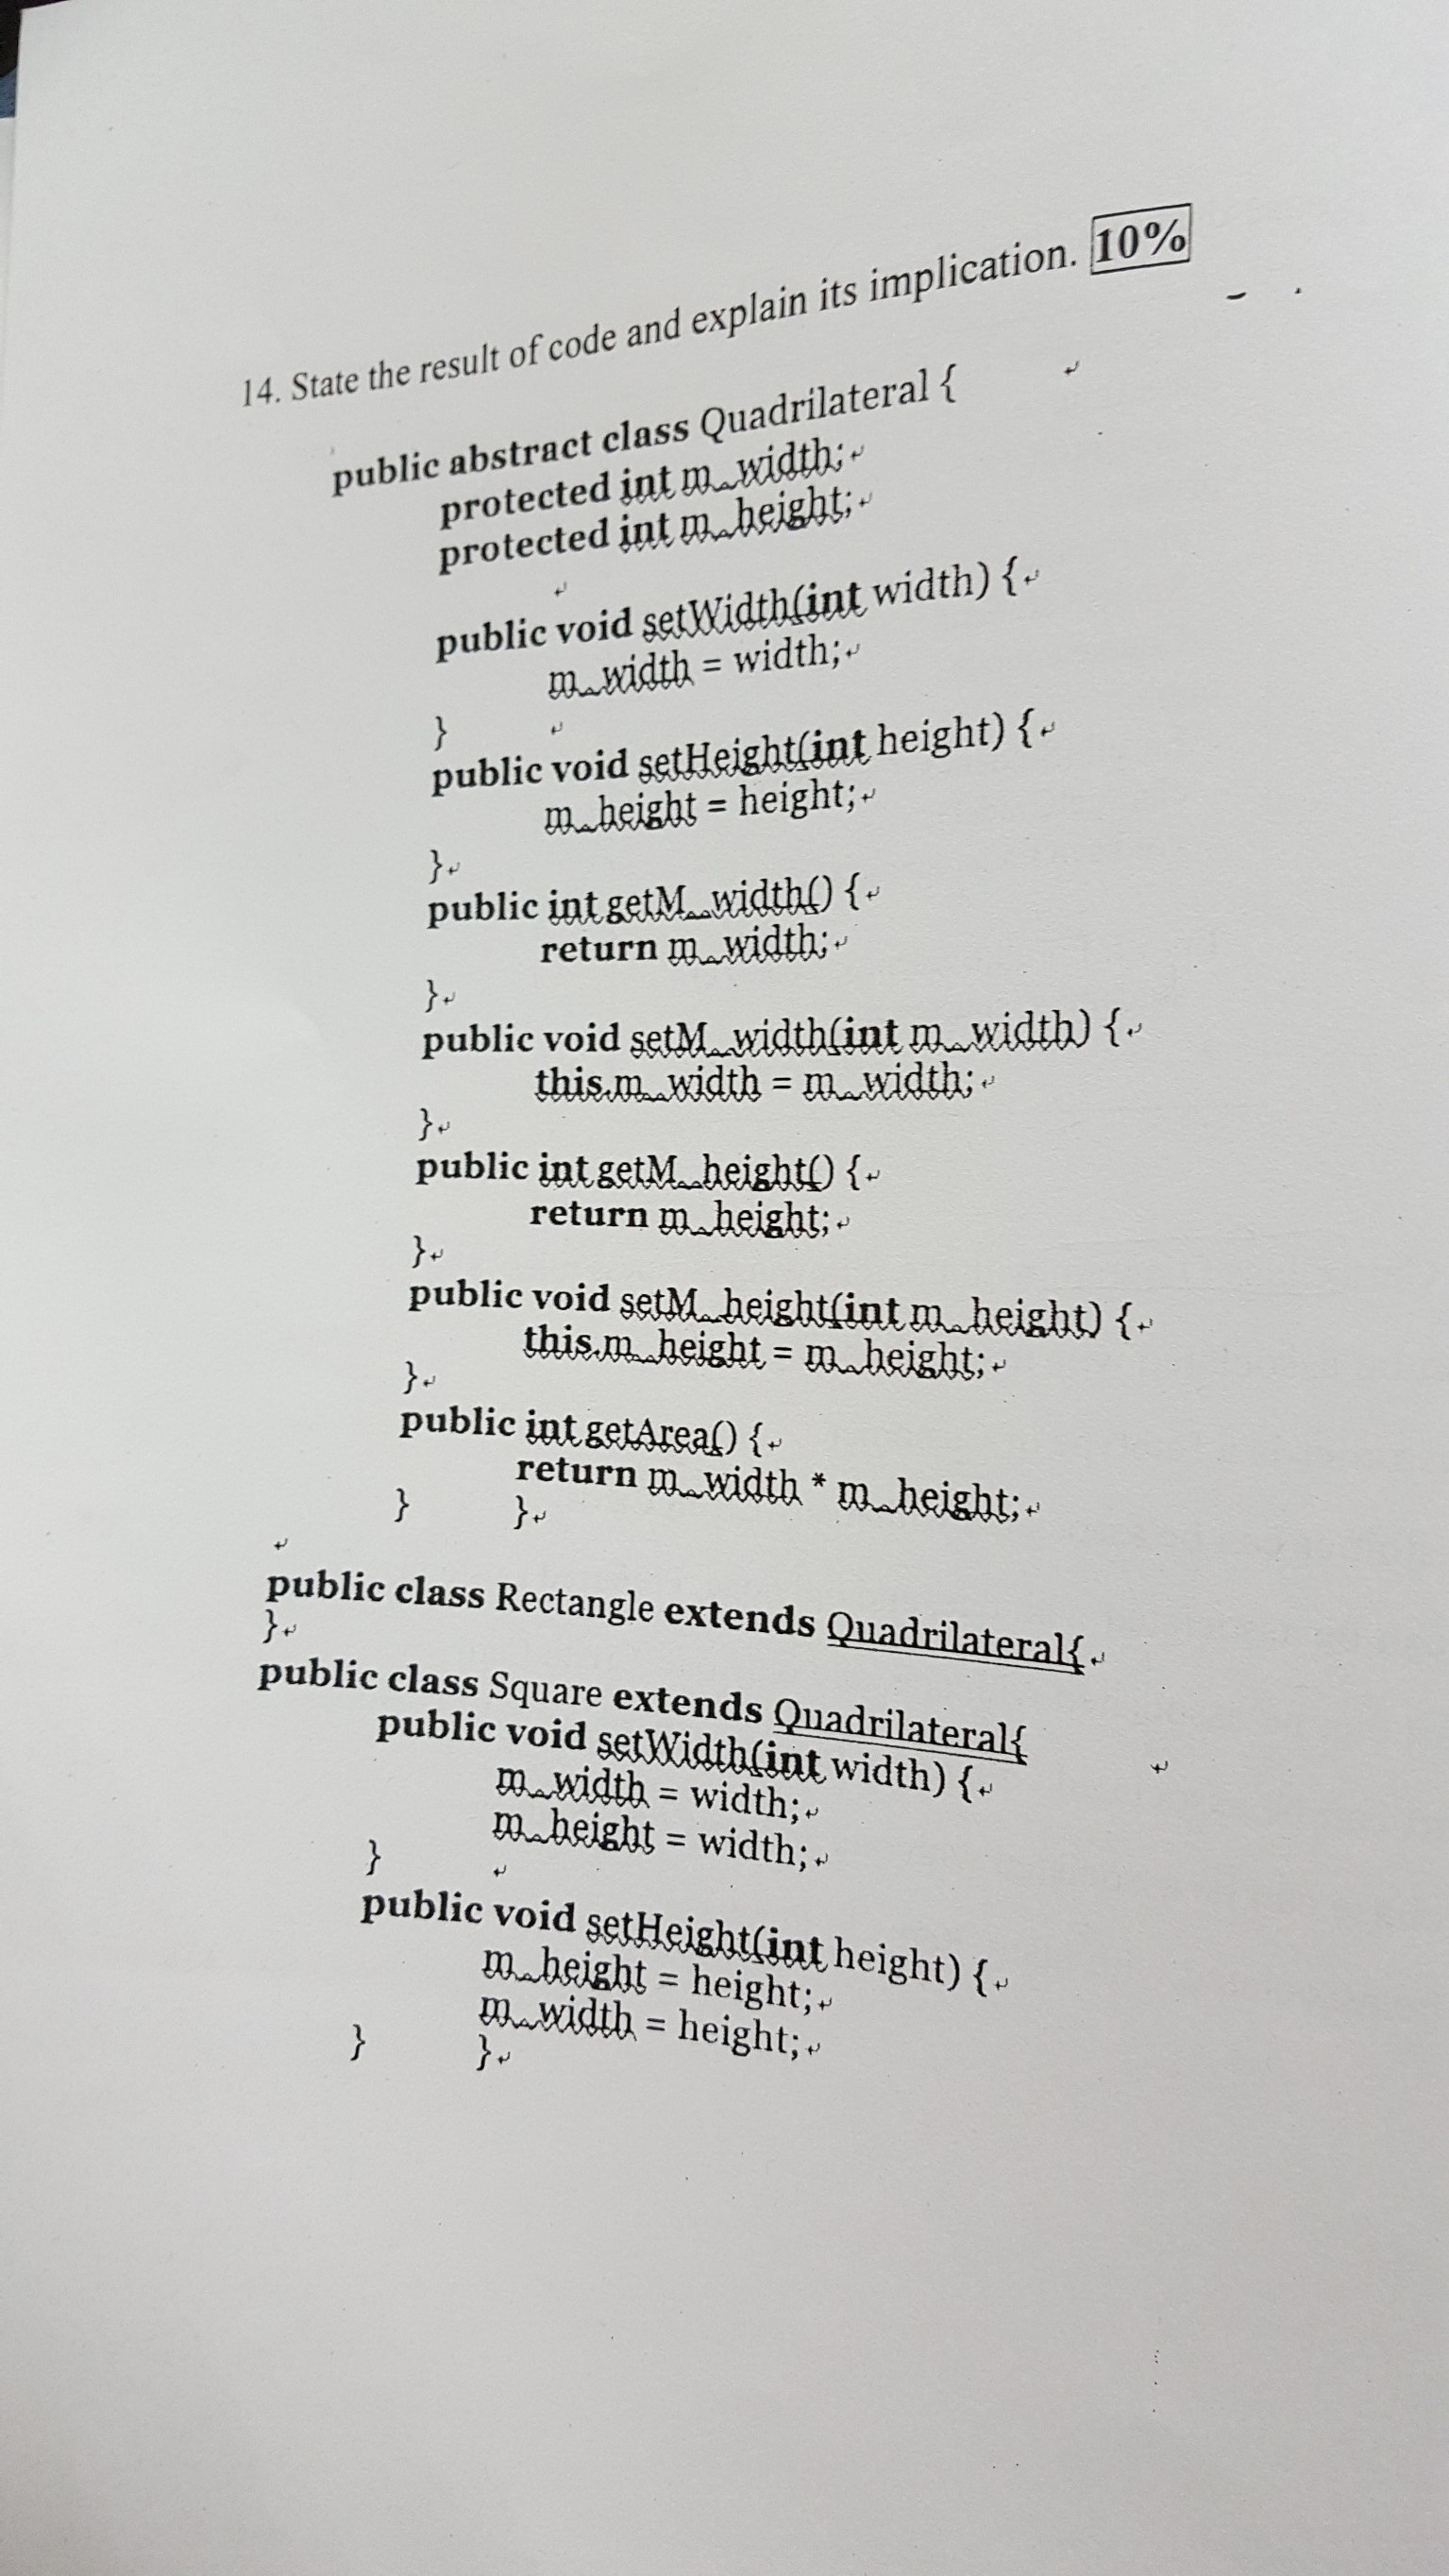 14. State the result of code and explain its implication. 10%
public abstract class Quadrilateral {
protected int m_width;
protected int m_height;
public void setWidth(int width) {
m_width = width;
}
public void setHeight(int height) {
m_height = height;
}
public int getM_width() {
return m_width;
}
public void setM_width(int m_width) {
this.m_width = m_width;
}
public int getM_height() {
return m_height;
}
public void setM_height(int m_height) {
this.m_height = m_height;
}
public int getArea() {
return m_width * m_height;
} }
public class Rectangle extends Quadrilateral{
}
public class Square extends Quadrilateral{
public void setWidth(int width) {
m_width = width;
m_height = width;
}
public void setHeight(int height) {
m_height = height;
m_width = height;
} }